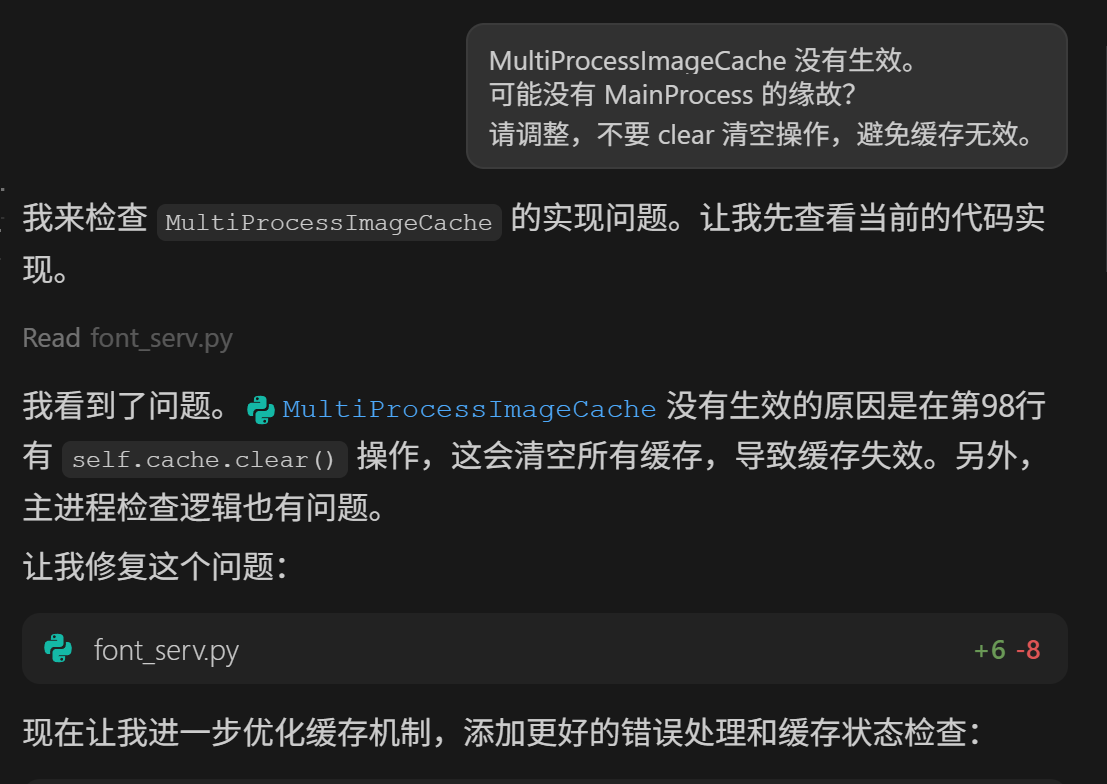 MultiProcessImageCache 没有生效。
可能没有 MainProcess 的缘故?
请调整，不要 clear 清空操作，避免缓存无效。
我来检查 MultiProcessImageCache 的实现问题。让我先查看当前的代码实
现。
Read font_serv.py
我看到了问题。 MultiProcessImageCache 没有生效的原因是在第98行
有 self.cache.clear() 操作，这会清空所有缓存，导致缓存失效。另外，
主进程检查逻辑也有问题。
让我修复这个问题：
font_serv.py +6 -8
现在让我进一步优化缓存机制，添加更好的错误处理和缓存状态检查：